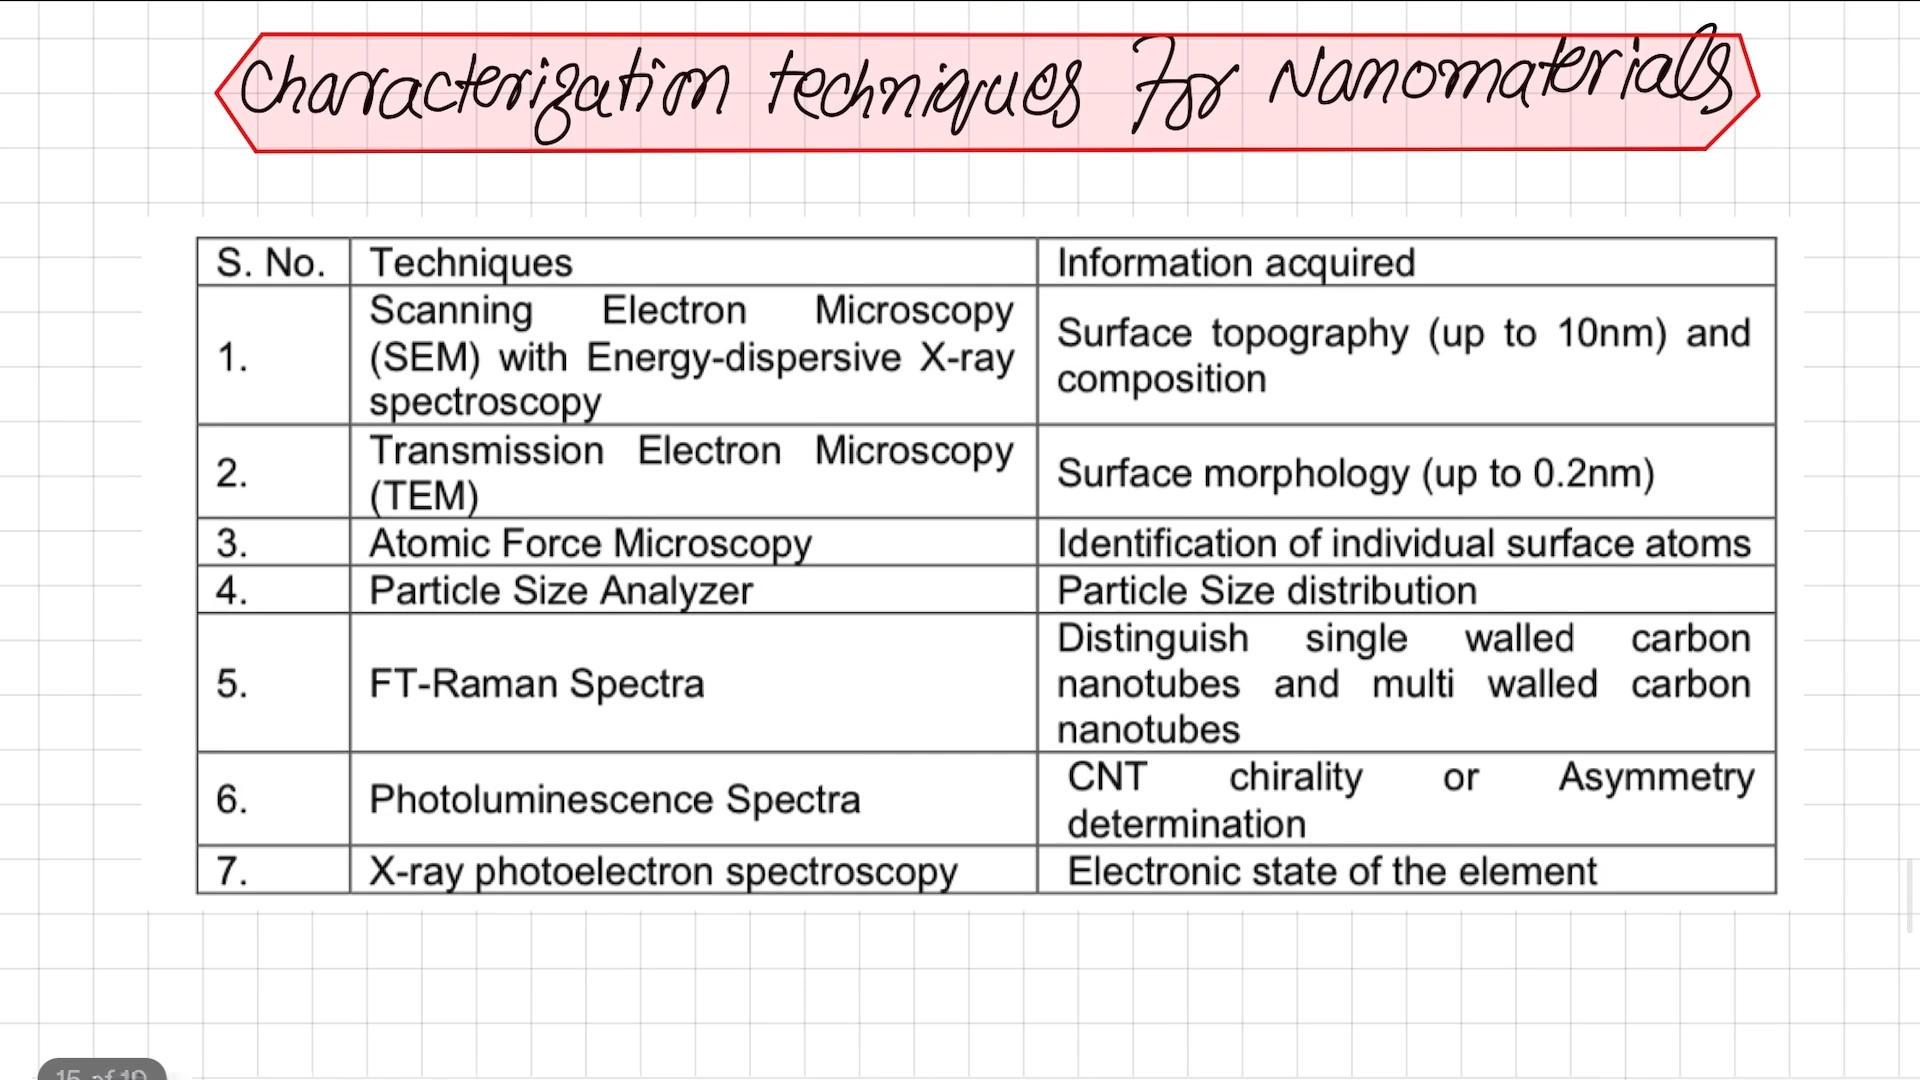 Characterization techniques For Nanomaterials
S. No. Techniques Information acquired
1. Scanning Electron Microscopy
(SEM) with Energy-dispersive X-ray
spectroscopy
Surface topography (up to 10nm) and
composition
2. Transmission Electron Microscopy
(TEM)
Surface morphology (up to 0.2nm)
3. Atomic Force Microscopy Identification of individual surface atoms
4. Particle Size Analyzer Particle Size distribution
5. FT-Raman Spectra
Distinguish single walled carbon
nanotubes and multi walled carbon
nanotubes
6. Photoluminescence Spectra
CNT chirality or Asymmetry
determination
7. X-ray photoelectron spectroscopy Electronic state of the element
15 of 19